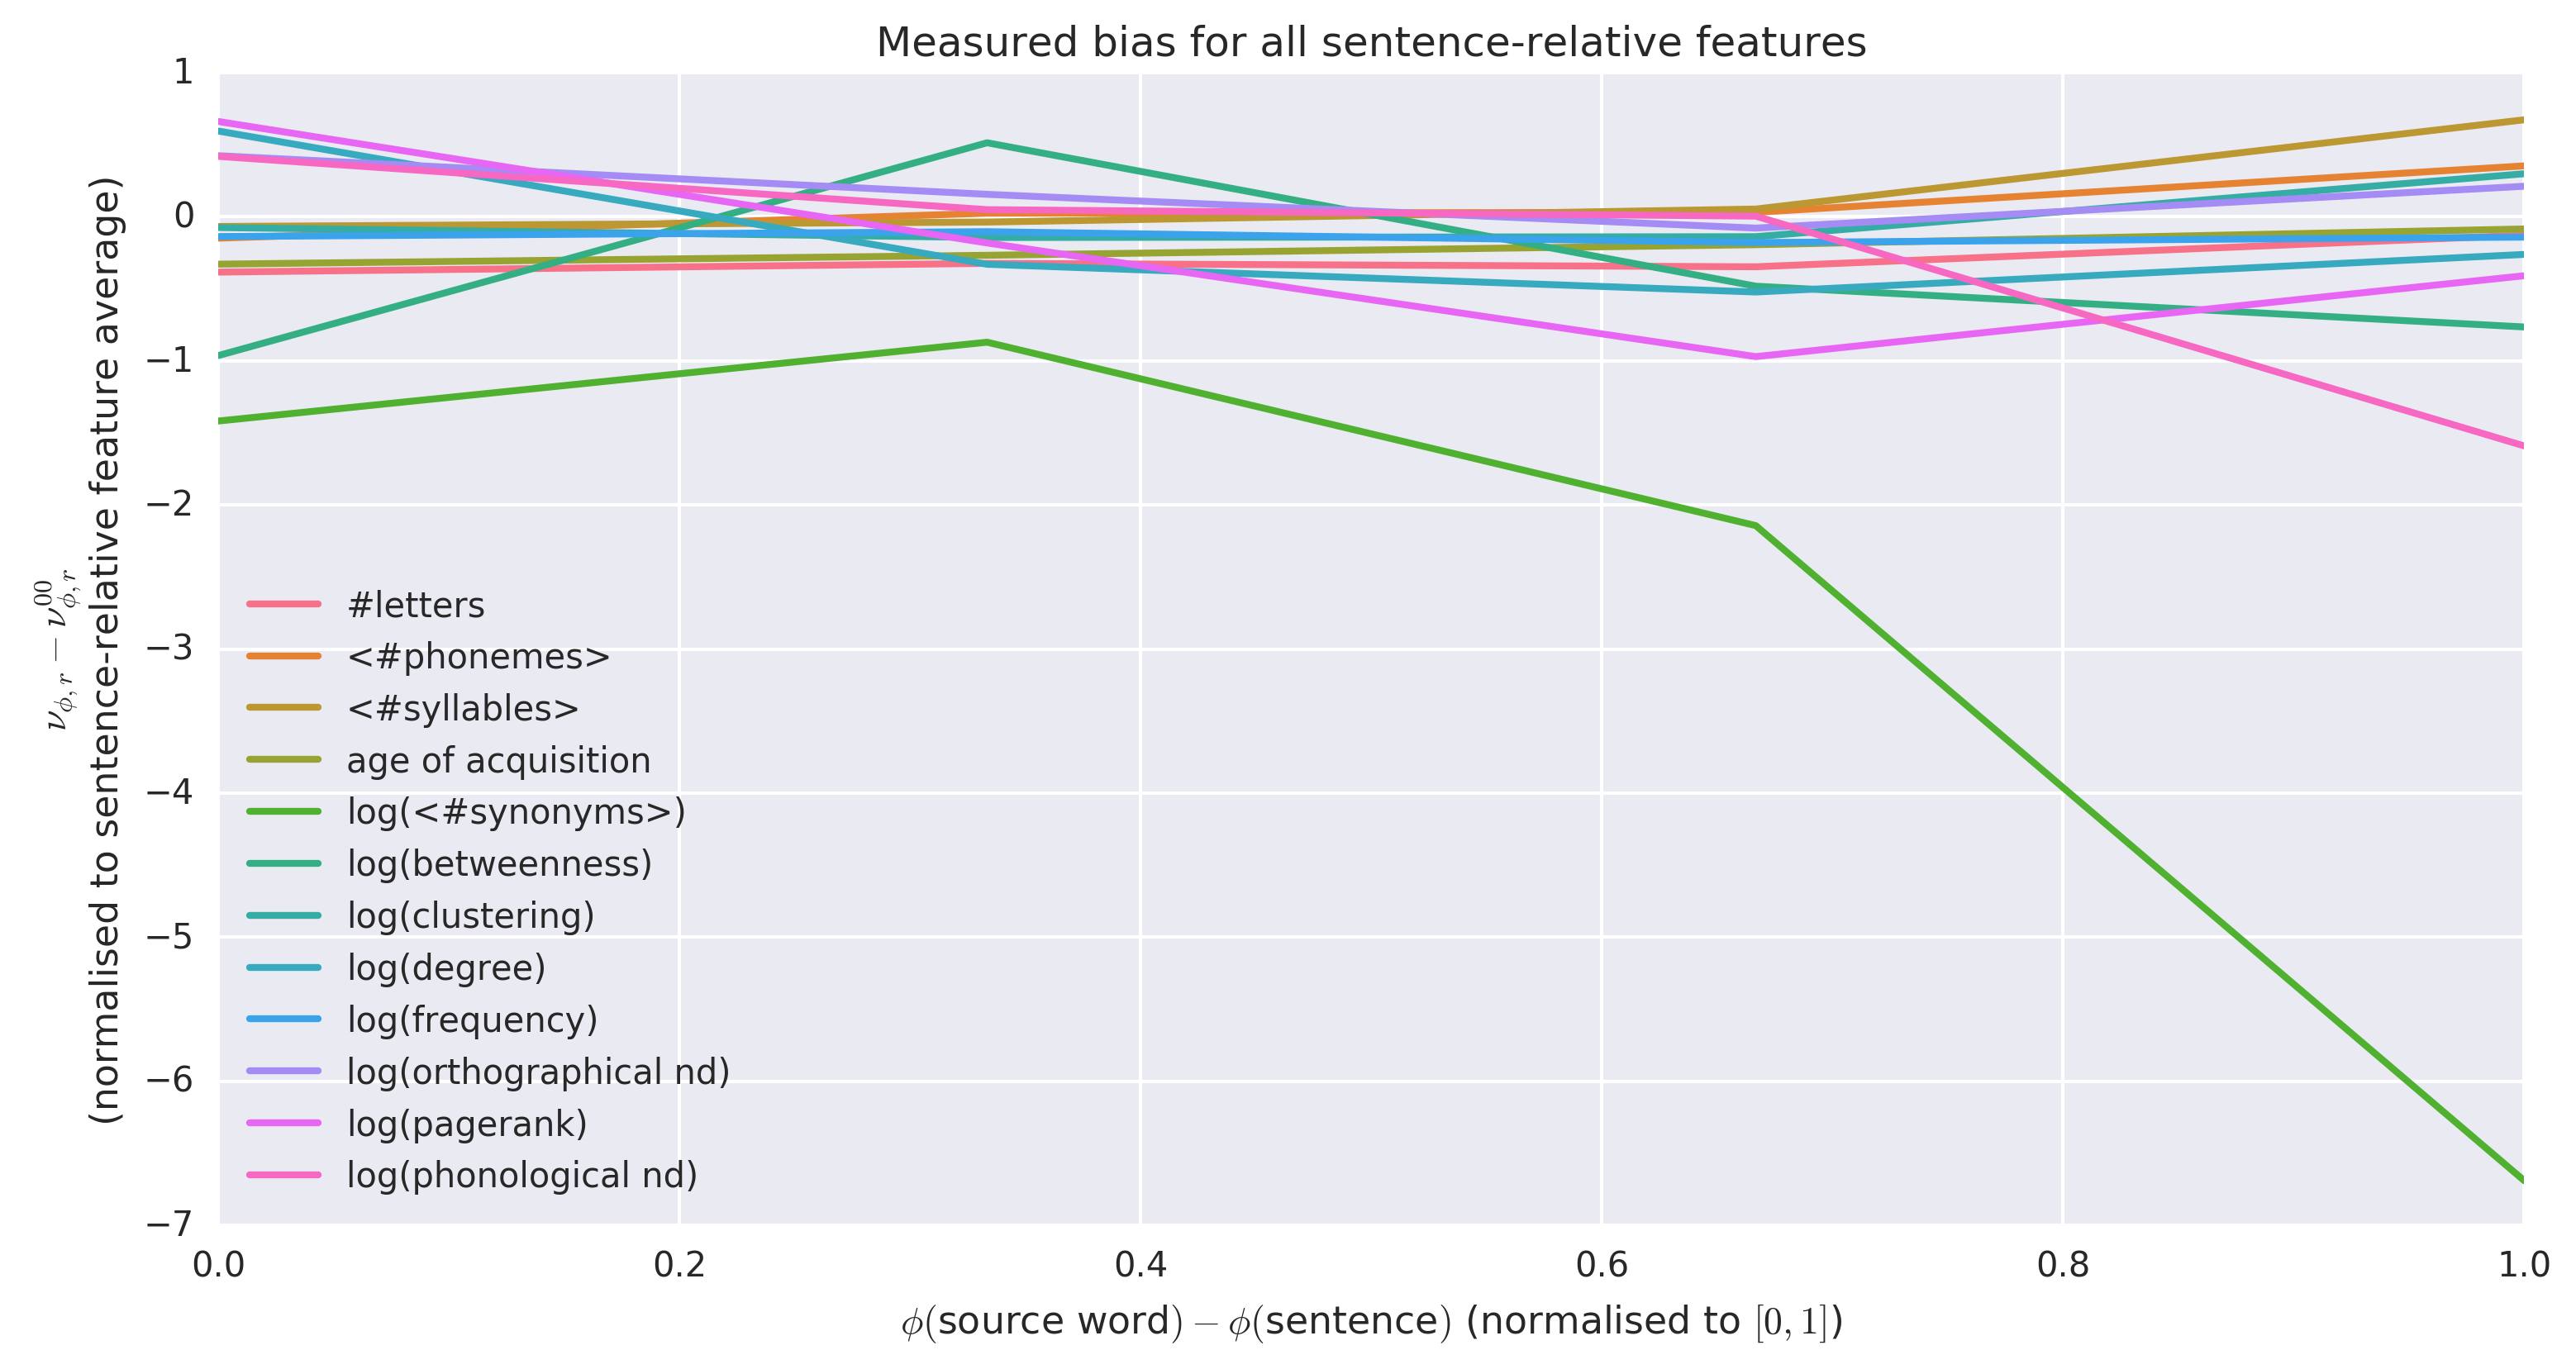 Measured bias for all sentence-relative features
1
0
−1
−2
−3
−4
−5
−6
−7
ν_{ϕ,r} − ν^{00}_{ϕ,r}
(normalised to sentence-relative feature average)
#letters
<#phonemes>
<#syllables>
age of acquisition
log(<#synonyms>)
log(betweenness)
log(clustering)
log(degree)
log(frequency)
log(orthographical nd)
log(pagerank)
log(phonological nd)
0.0 0.2 0.4 0.6 0.8 1.0
ϕ(source word) − ϕ(sentence) (normalised to [0, 1])